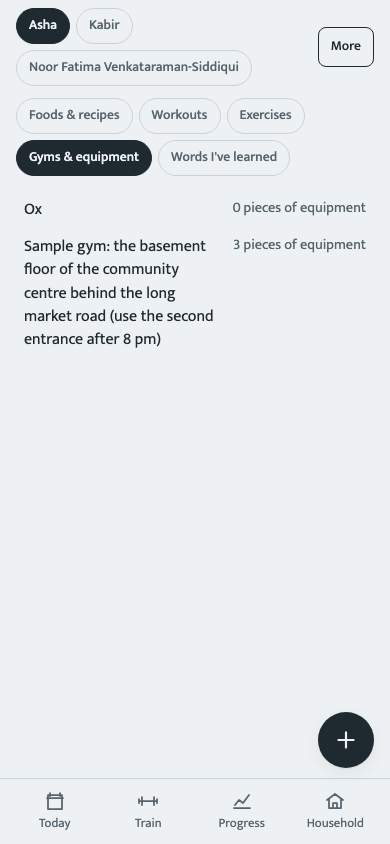 Asha
Kabir
More
Noor Fatima Venkataraman-Siddiqui
Foods & recipes
Workouts
Exercises
Gyms & equipment
Words I've learned
Ox
0 pieces of equipment
Sample gym: the basement
3 pieces of equipment
floor of the community
centre behind the long
market road (use the second
entrance after 8 pm)
Today
Train
Progress
Household